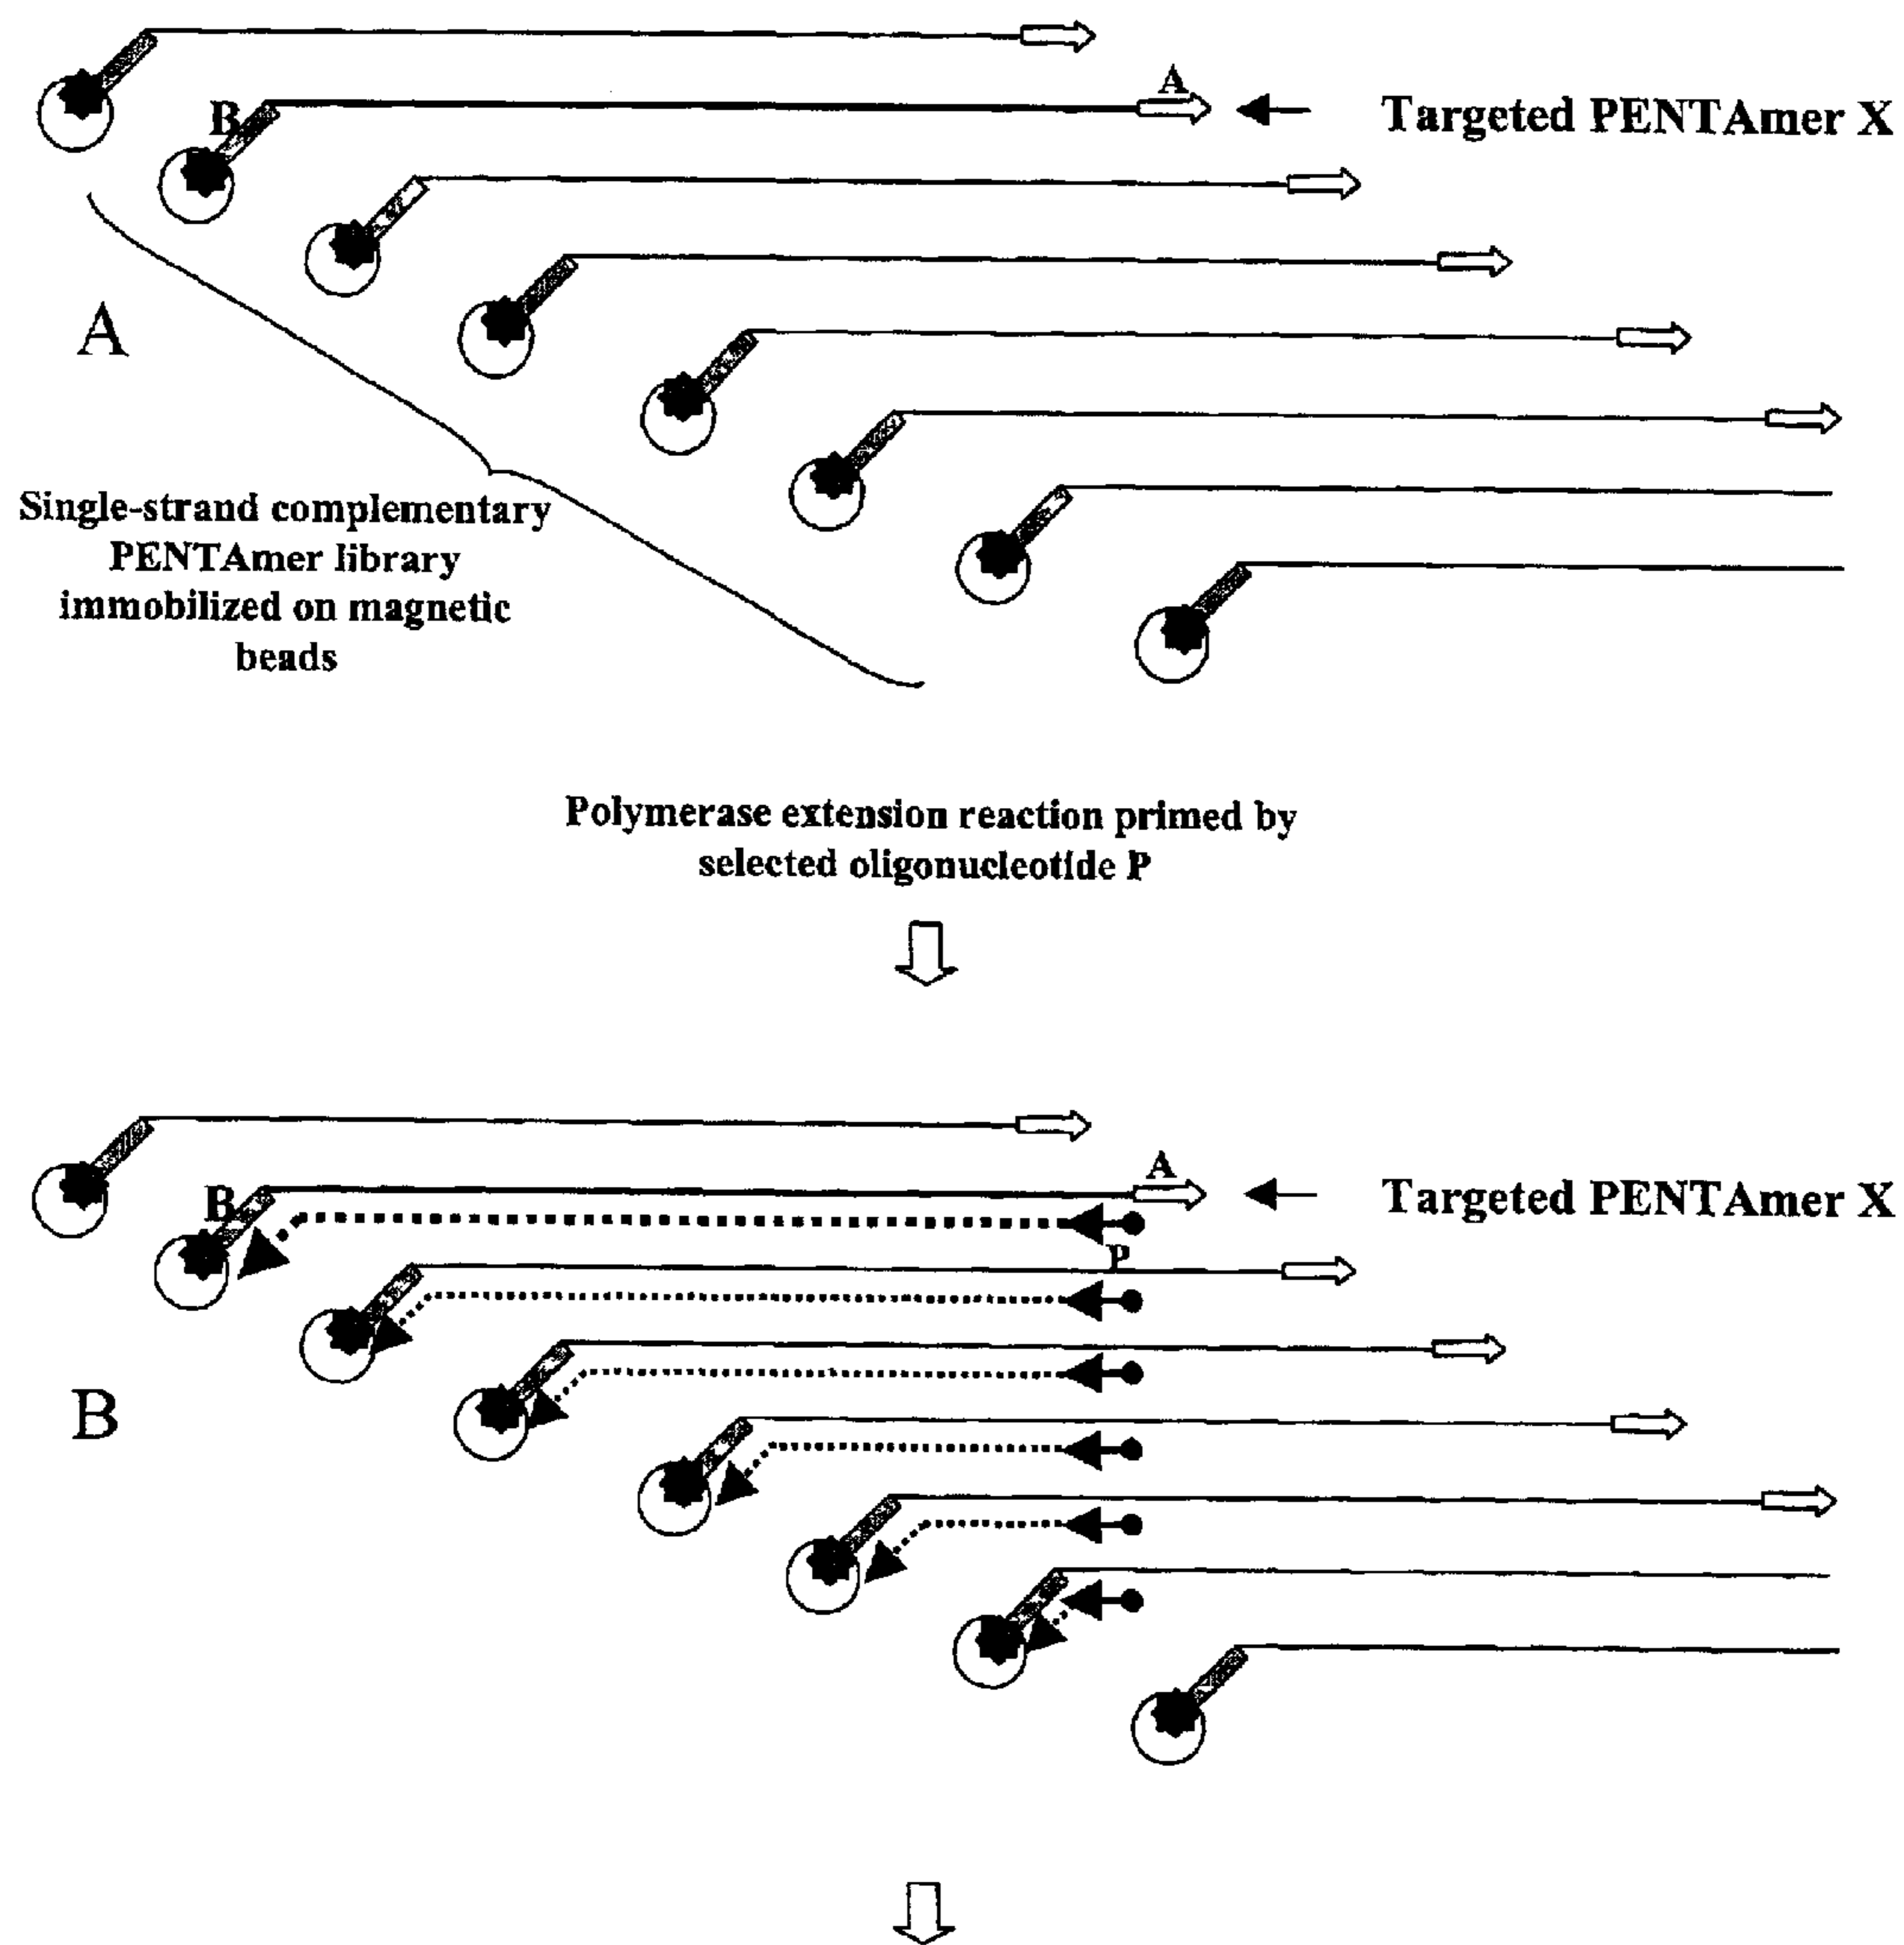 A
B
Targeted PENTAmer X
A
Single-strand complementary
PENTAmer library
immobilized on magnetic
beads
Polymerase extension reaction primed by
selected oligonucleotide P
A
B
Targeted PENTAmer X
P
B